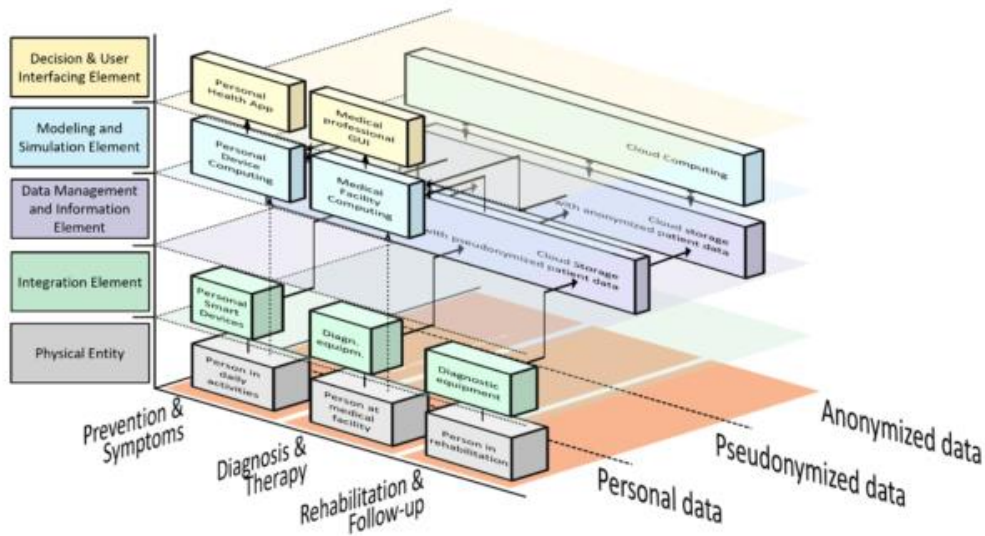 Decision & User
Interfacing Element
Modeling and
Simulation Element
Data Management
and Information
Element
Integration Element
Physical Entity
Personal
Health App
Medical
professional
GUI
Cloud Computing
Personal
Device
Computing
Medical
Facility
Computing
Cloud storage
with anonymized patient data
Cloud Storage
with pseudonymized patient data
Personal
Smart
Devices
Diagn.
equipm.
Diagnostic
equipment
Person in
daily
activities
Person at
medical
facility
Person in
rehabilitation
Prevention &
Symptoms
Diagnosis &
Therapy
Rehabilitation &
Follow-up
Personal data
Pseudonymized data
Anonymized data